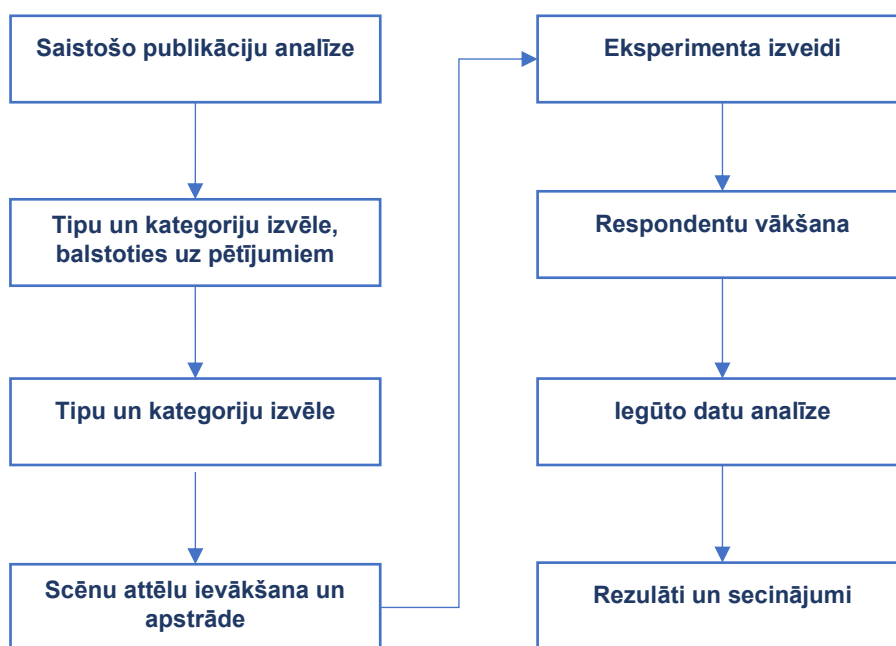 Saistošo publikāciju analīze
Tipu un kategoriju izvēle,
balstoties uz pētījumiem
Tipu un kategoriju izvēle
Scēnu attēlu ievākšana un
apstrāde
Eksperimenta izveidi
Respondentu vākšana
Iegūto datu analīze
Rezulāti un secinājumi